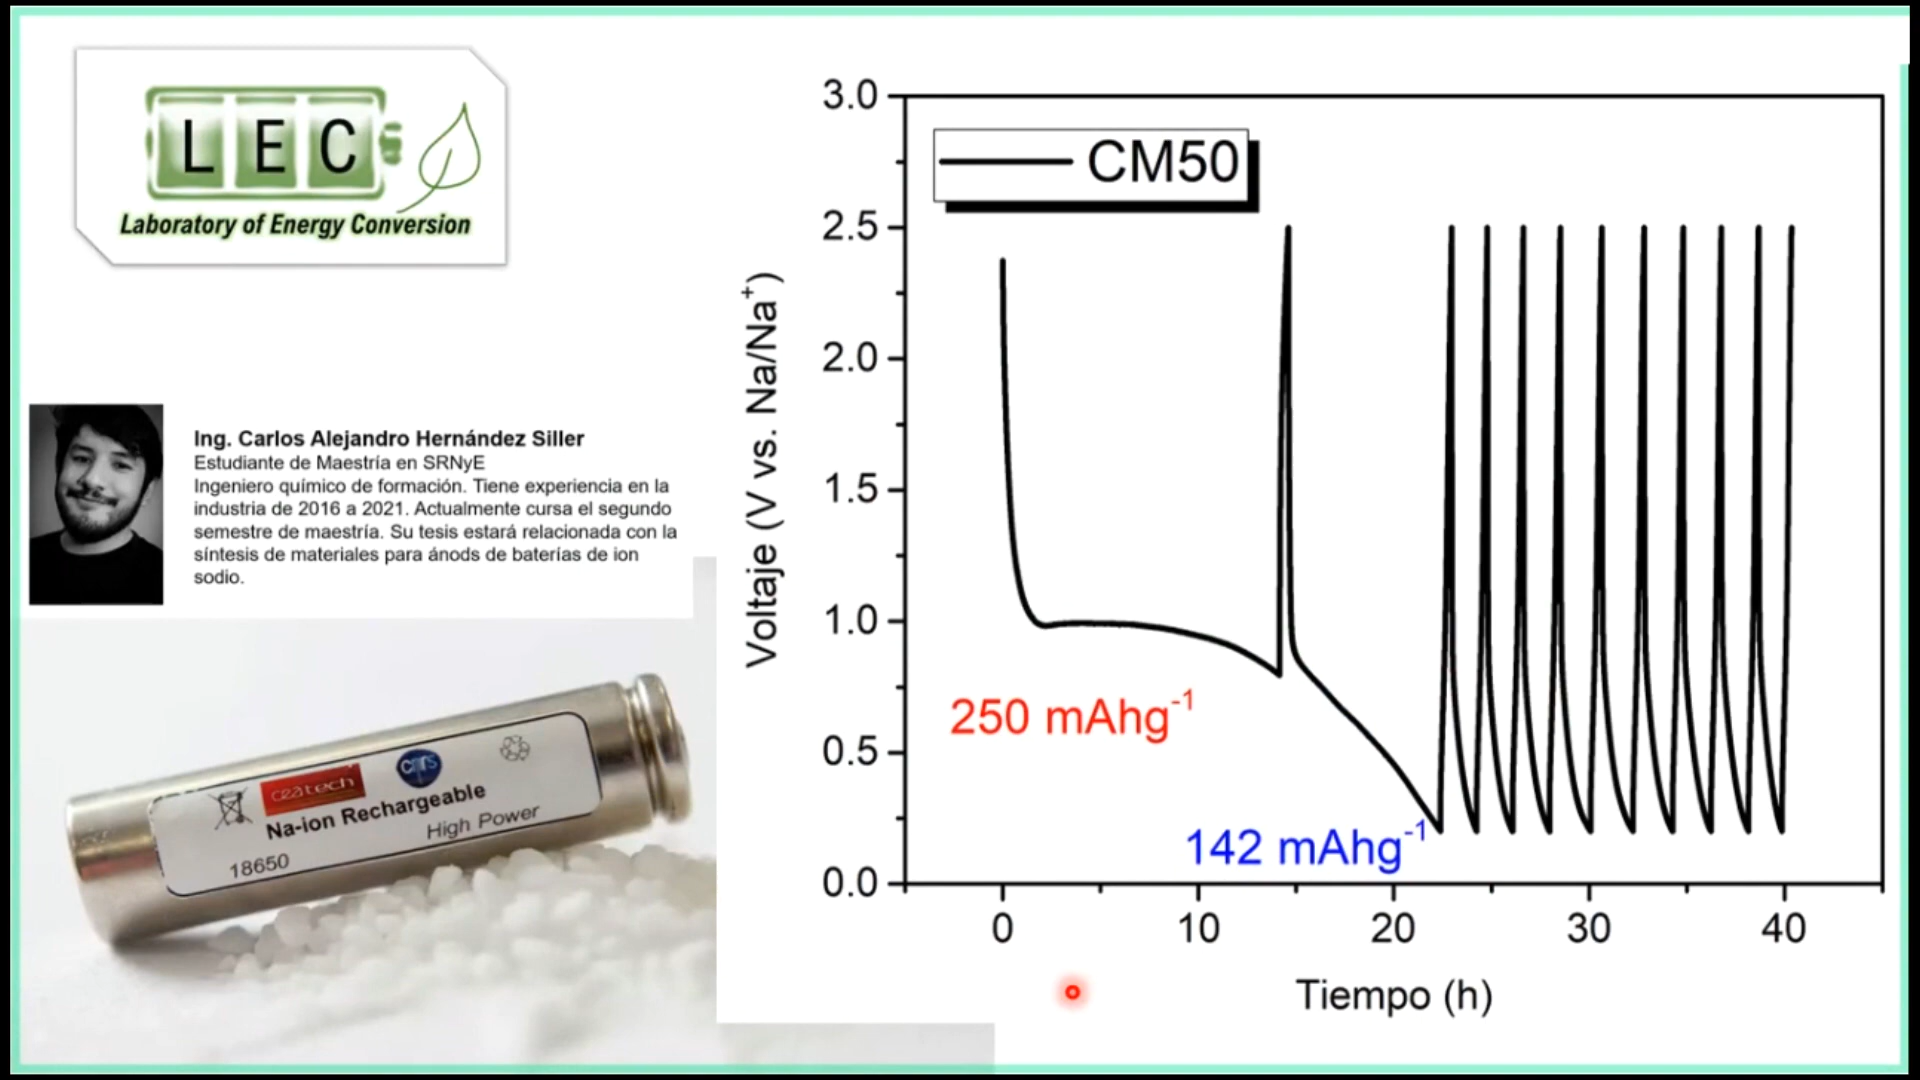 L E C
Laboratory of Energy Conversion
Ing. Carlos Alejandro Hernández Siller
Estudiante de Maestría en SRNyE
Ingeniero químico de formación. Tiene experiencia en la
industria de 2016 a 2021. Actualmente cursa el segundo
semestre de maestría. Su tesis estará relacionada con la
síntesis de materiales para ánods de baterías de ion
sodio.
ceatech
cnrs
Na-ion Rechargeable
High Power
18650
CM50
Voltaje (V vs. Na/Na⁺)
3.0
2.5
2.0
1.5
1.0
0.5
0.0
250 mAhg⁻¹
142 mAhg⁻¹
0 10 20 30 40
Tiempo (h)